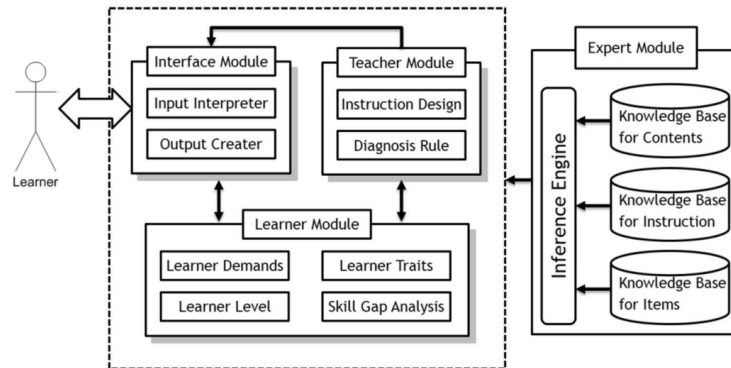 Interface Module
Input Interpreter
Output Creater
Teacher Module
Instruction Design
Diagnosis Rule
Learner
Learner Module
Learner Demands
Learner Traits
Learner Level
Skill Gap Analysis
Expert Module
Inference Engine
Knowledge Base
for Contents
Knowledge Base
for Instruction
Knowledge Base
for Items